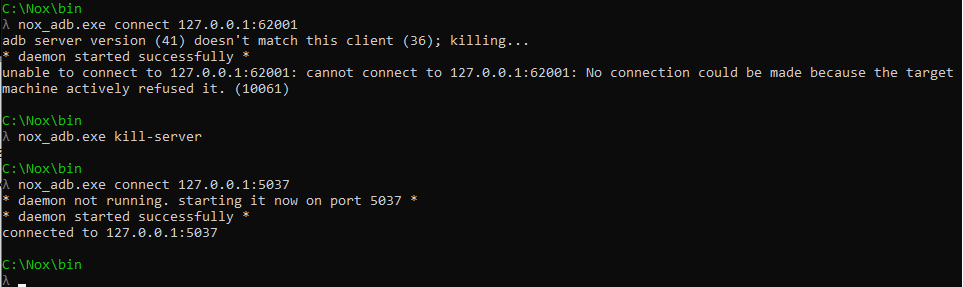 C:\Nox\bin
λ nox_adb.exe connect 127.0.0.1:62001
adb server version (41) doesn't match this client (36); killing...
* daemon started successfully *
unable to connect to 127.0.0.1:62001: cannot connect to 127.0.0.1:62001: No connection could be made because the target
machine actively refused it. (10061)
C:\Nox\bin
λ nox_adb.exe kill-server
C:\Nox\bin
λ nox_adb.exe connect 127.0.0.1:5037
* daemon not running. starting it now on port 5037 *
* daemon started successfully *
connected to 127.0.0.1:5037
C:\Nox\bin
λ